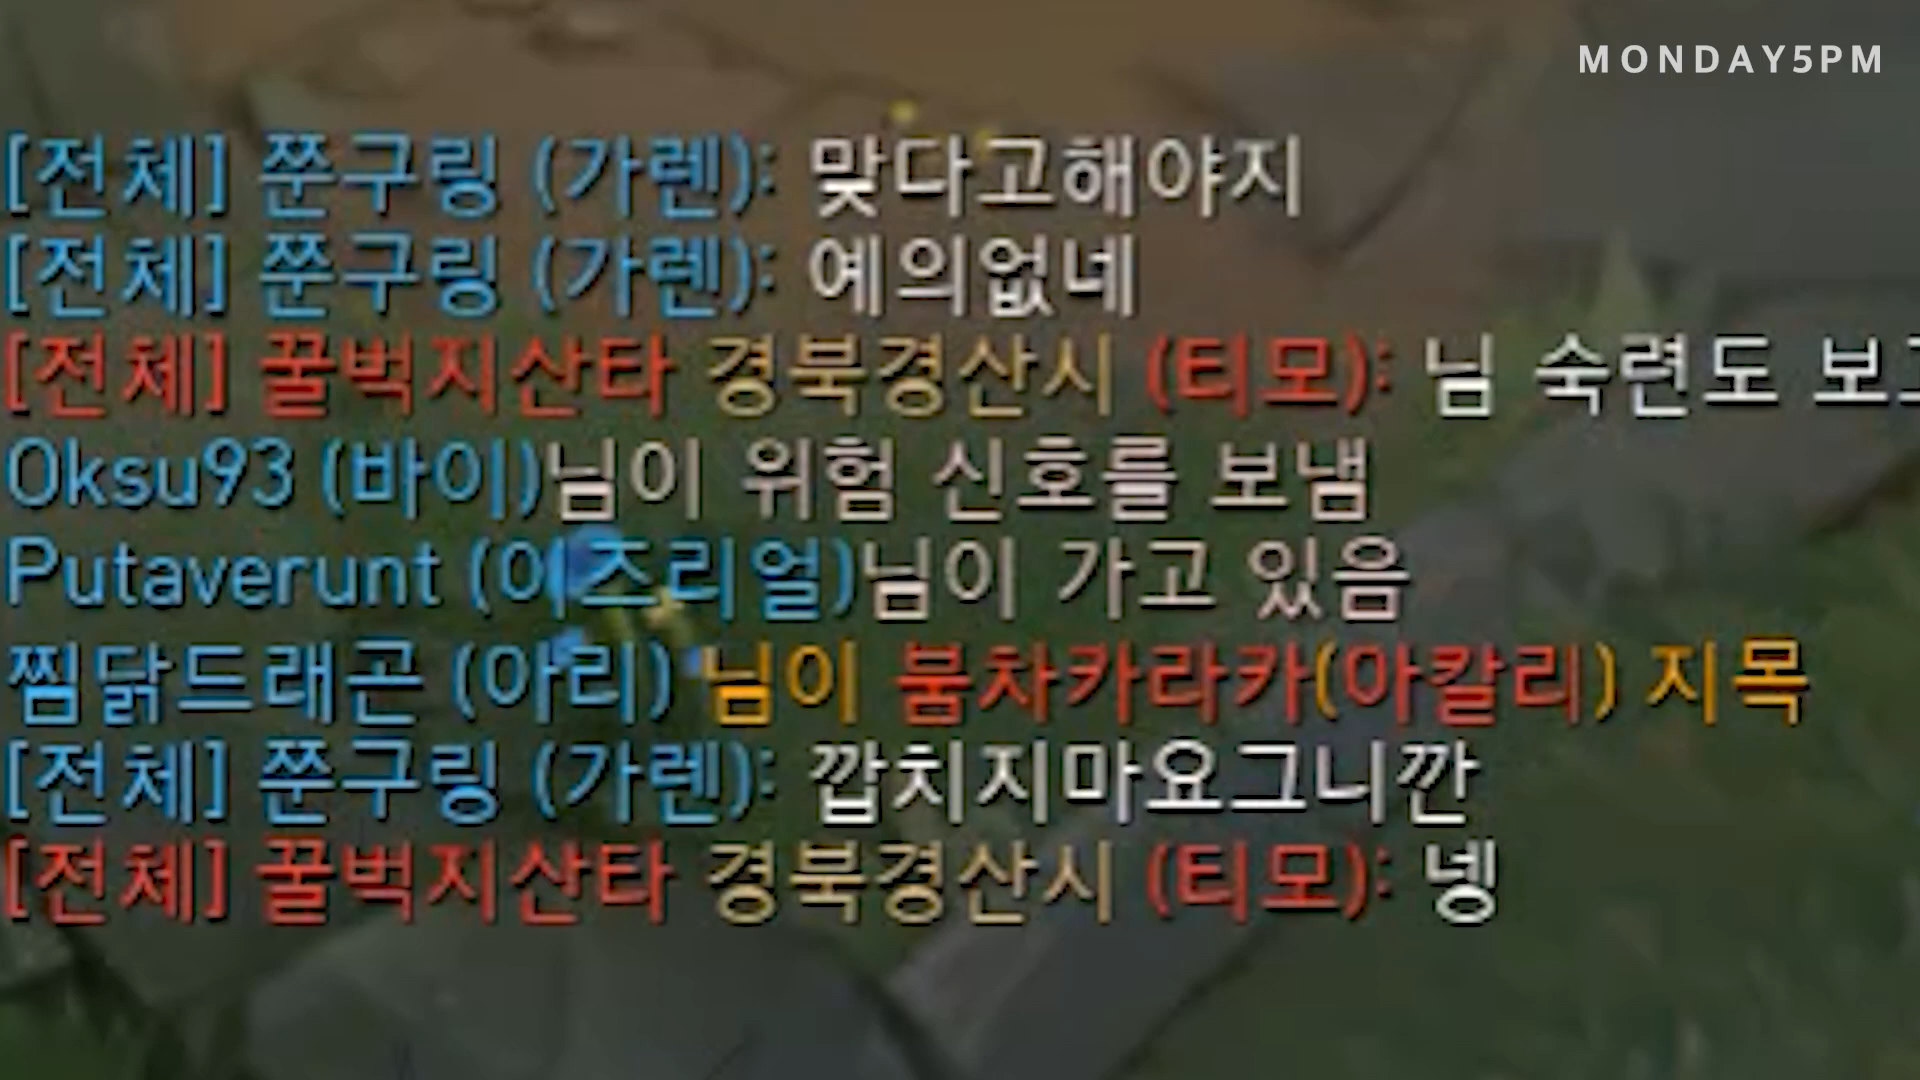 MONDAY5PM
[전체] 쭌구링 (가렌): 맞다고해야지
[전체] 쭌구링 (가렌): 예의없네
[전체] 꿀벅지산타 경북경산시 (티모): 님 숙련도 보고
Oksu93 (바이)님이 위험 신호를 보냄
Putaverunt (이즈리얼)님이 가고 있음
찜닭드래곤 (아리) 님이 붐차카라카(아칼리) 지목
[전체] 쭌구링 (가렌): 깝치지마요그니깐
[전체] 꿀벅지산타 경북경산시 (티모): 넹